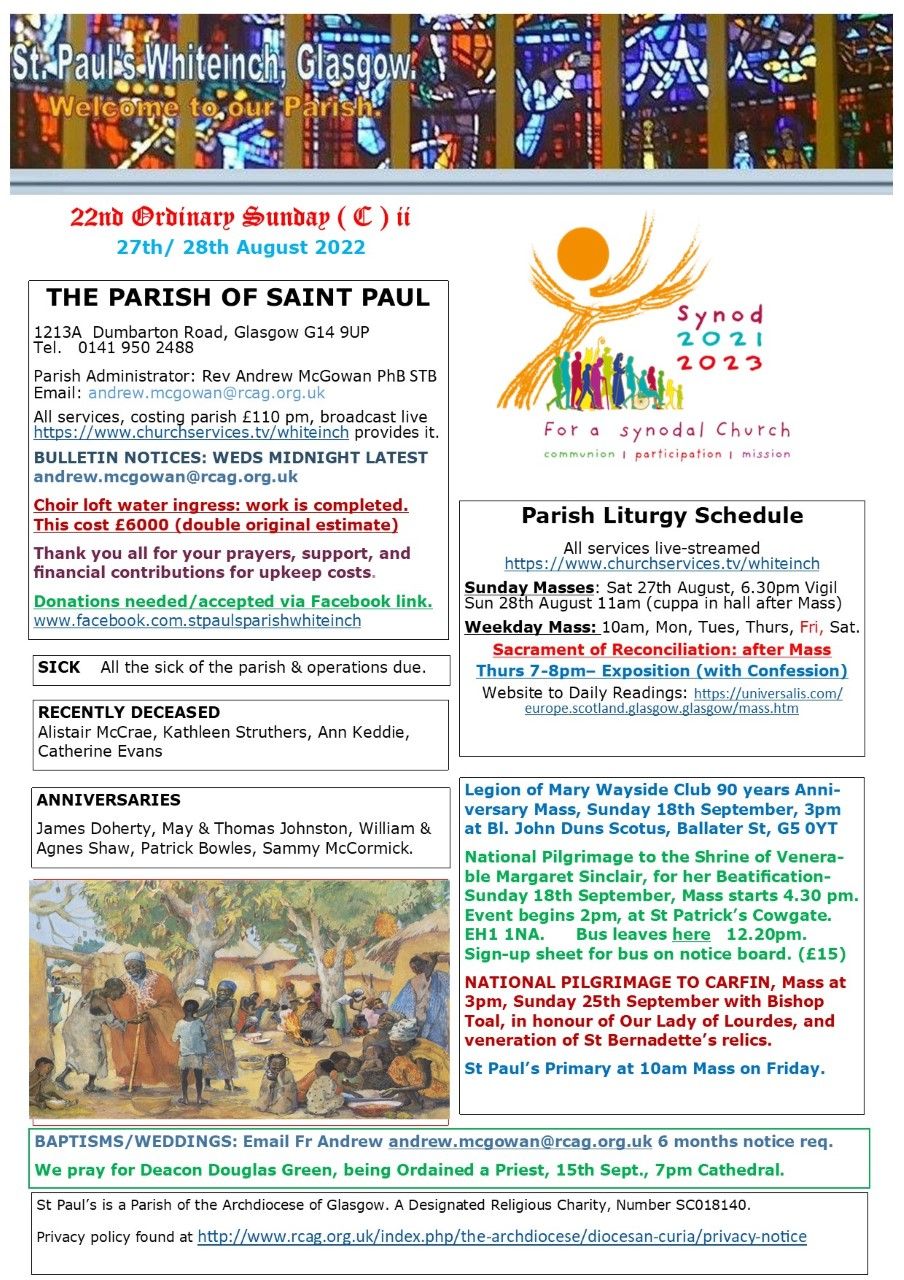 St. Paul's Whiteinch, Glasgow.
Welcome to our Parish.
22nd Ordinary Sunday ( C ) ii
27th/ 28th August 2022
THE PARISH OF SAINT PAUL
1213A Dumbarton Road, Glasgow G14 9UP
Tel. 0141 950 2488
Parish Administrator: Rev Andrew McGowan PhB STB
Email: andrew.mcgowan@rcag.org.uk
All services, costing parish £110 pm, broadcast live
https://www.churchservices.tv/whiteinch provides it.
BULLETIN NOTICES: WEDS MIDNIGHT LATEST
andrew.mcgowan@rcag.org.uk
Choir loft water ingress: work is completed.
This cost £6000 (double original estimate)
Thank you all for your prayers, support, and
financial contributions for upkeep costs.
Donations needed/accepted via Facebook link.
www.facebook.com.stpaulsparishwhiteinch
SICK All the sick of the parish & operations due.
RECENTLY DECEASED
Alistair McCrae, Kathleen Struthers, Ann Keddie,
Catherine Evans
ANNIVERSARIES
James Doherty, May & Thomas Johnston, William &
Agnes Shaw, Patrick Bowles, Sammy McCormick.
Synod
2021
2023
For a synodal Church
communion | participation | mission
Parish Liturgy Schedule
All services live-streamed
https://www.churchservices.tv/whiteinch
Sunday Masses: Sat 27th August, 6.30pm Vigil
Sun 28th August 11am (cuppa in hall after Mass)
Weekday Mass: 10am, Mon, Tues, Thurs, Fri, Sat.
Sacrament of Reconciliation: after Mass
Thurs 7-8pm– Exposition (with Confession)
Website to Daily Readings: https://universalis.com/
europe.scotland.glasgow.glasgow/mass.htm
Legion of Mary Wayside Club 90 years Anni-
versary Mass, Sunday 18th September, 3pm
at Bl. John Duns Scotus, Ballater St, G5 0YT
National Pilgrimage to the Shrine of Venera-
ble Margaret Sinclair, for her Beatification-
Sunday 18th September, Mass starts 4.30 pm.
Event begins 2pm, at St Patrick's Cowgate.
EH1 1NA. Bus leaves here 12.20pm.
Sign-up sheet for bus on notice board. (£15)
NATIONAL PILGRIMAGE TO CARFIN, Mass at
3pm, Sunday 25th September with Bishop
Toal, in honour of Our Lady of Lourdes, and
veneration of St Bernadette's relics.
St Paul's Primary at 10am Mass on Friday.
BAPTISMS/WEDDINGS: Email Fr Andrew andrew.mcgowan@rcag.org.uk 6 months notice req.
We pray for Deacon Douglas Green, being Ordained a Priest, 15th Sept., 7pm Cathedral.
St Paul's is a Parish of the Archdiocese of Glasgow. A Designated Religious Charity, Number SC018140.
Privacy policy found at http://www.rcag.org.uk/index.php/the-archdiocese/diocesan-curia/privacy-notice